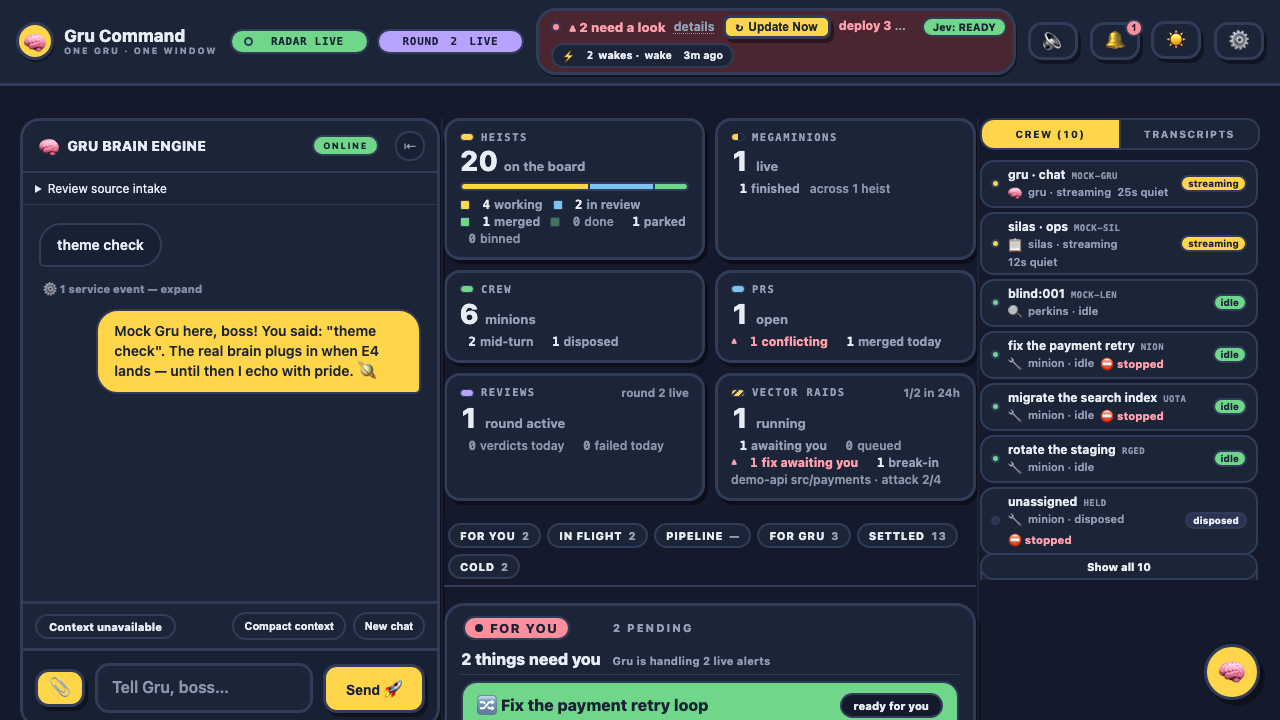 Gru Command
ONE GRU · ONE WINDOW
RADAR LIVE
ROUND 2 LIVE
▲2 need a look details
↻ Update Now
deploy 3 ...
Jev: READY
⚡ 2 wakes · wake 3m ago
1
GRU BRAIN ENGINE
ONLINE
Review source intake
theme check
1 service event — expand
Mock Gru here, boss! You said: "theme
check". The real brain plugs in when E4
lands — until then I echo with pride.
Context unavailable
Compact context
New chat
Tell Gru, boss...
Send
HEISTS
20 on the board
4 working 2 in review
1 merged 0 done 1 parked
0 binned
MEGAMINIONS
1 live
1 finished across 1 heist
CREW
6 minions
2 mid-turn 1 disposed
PRS
1 open
▲ 1 conflicting 1 merged today
REVIEWS round 2 live
1 round active
0 verdicts today 0 failed today
VECTOR RAIDS 1/2 in 24h
1 running
1 awaiting you 0 queued
▲ 1 fix awaiting you 1 break-in
demo-api src/payments · attack 2/4
FOR YOU 2
IN FLIGHT 2
PIPELINE —
FOR GRU 3
SETTLED 13
COLD 2
FOR YOU
2 PENDING
2 things need you Gru is handling 2 live alerts
Fix the payment retry loop
ready for you
CREW (10)
TRANSCRIPTS
gru · chat MOCK-GRU
gru · streaming 25s quiet
streaming
silas · ops MOCK-SIL
silas · streaming
12s quiet
streaming
blind:001 MOCK-LEN
perkins · idle
idle
fix the payment retry NION
minion · idle stopped
idle
migrate the search index UOTA
minion · idle stopped
idle
rotate the staging RGED
minion · idle
idle
unassigned HELD
minion · disposed
stopped
disposed
Show all 10